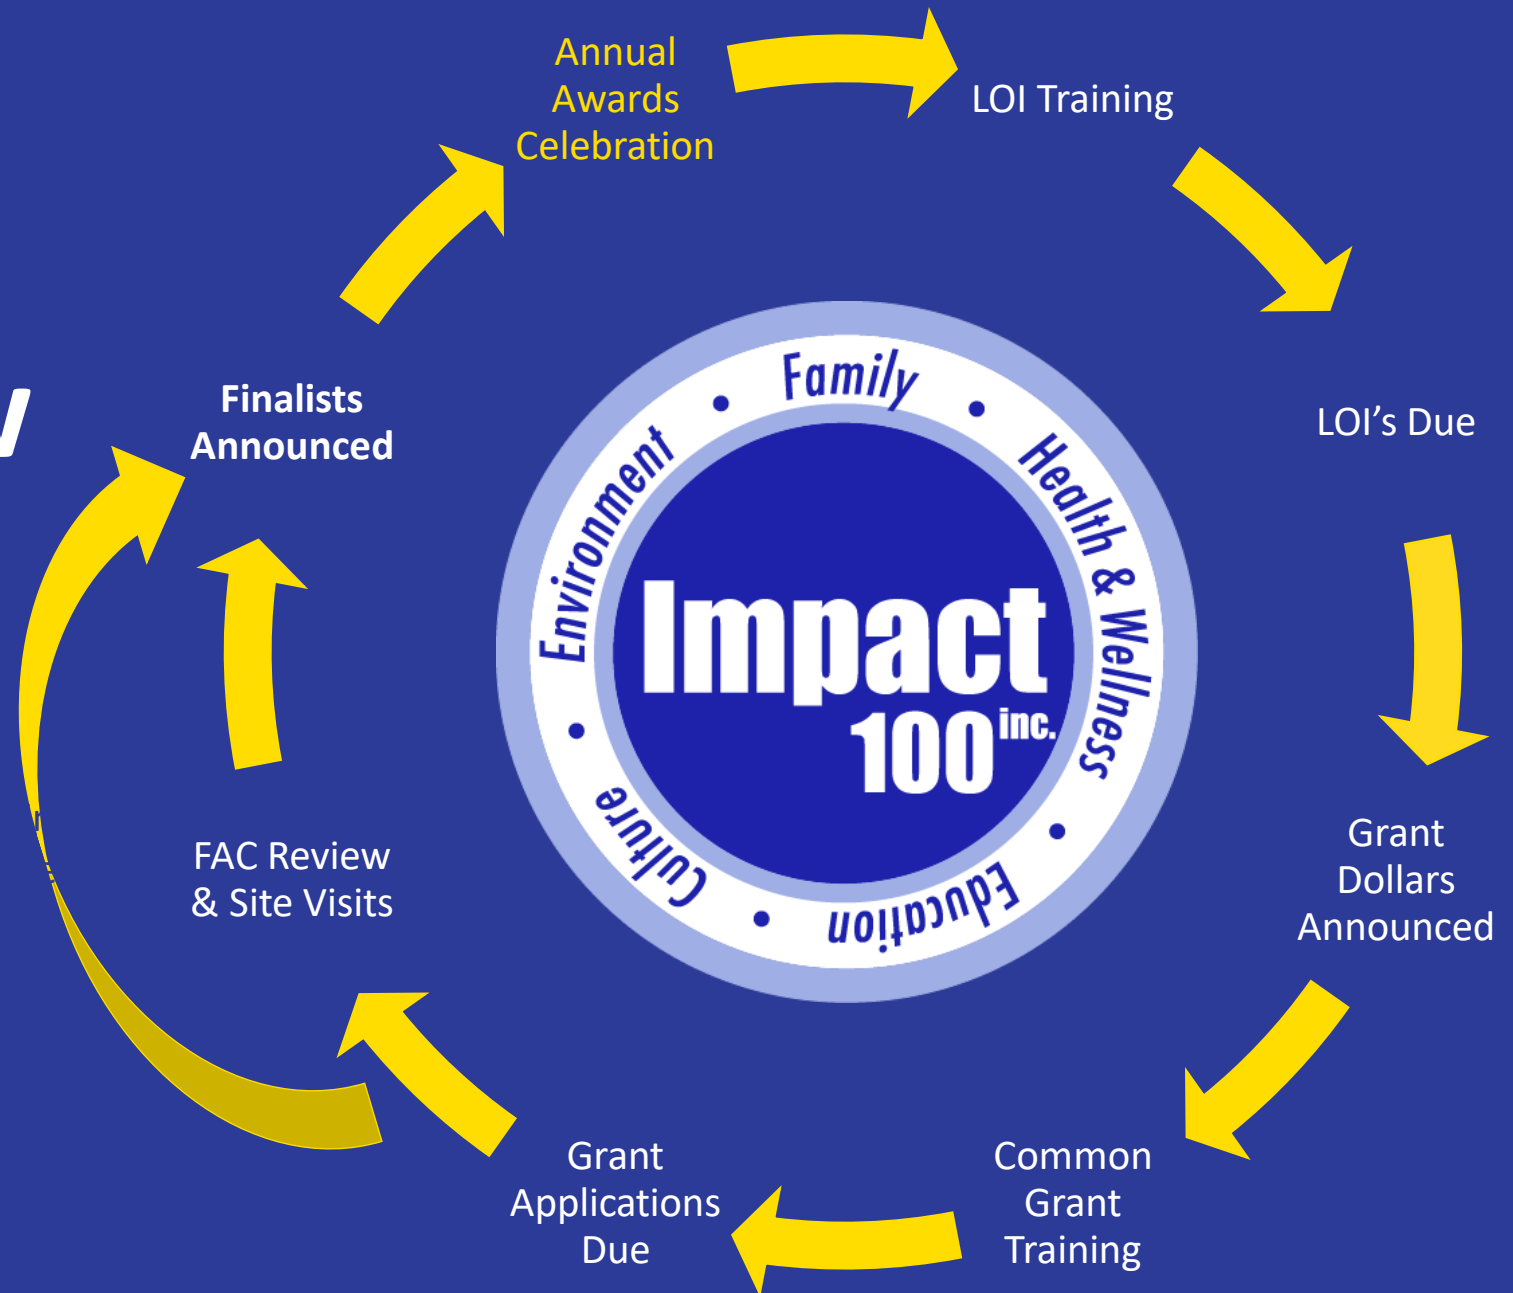 Annual
Awards
Celebration
LOI Training
LOI's Due
Grant
Dollars
Announced
Common
Grant
Training
Grant
Applications
Due
FAC Review
& Site Visits
Finalists
Announced
Family • Health & Wellness • Education • Culture • Environment •
Impact
100 inc.